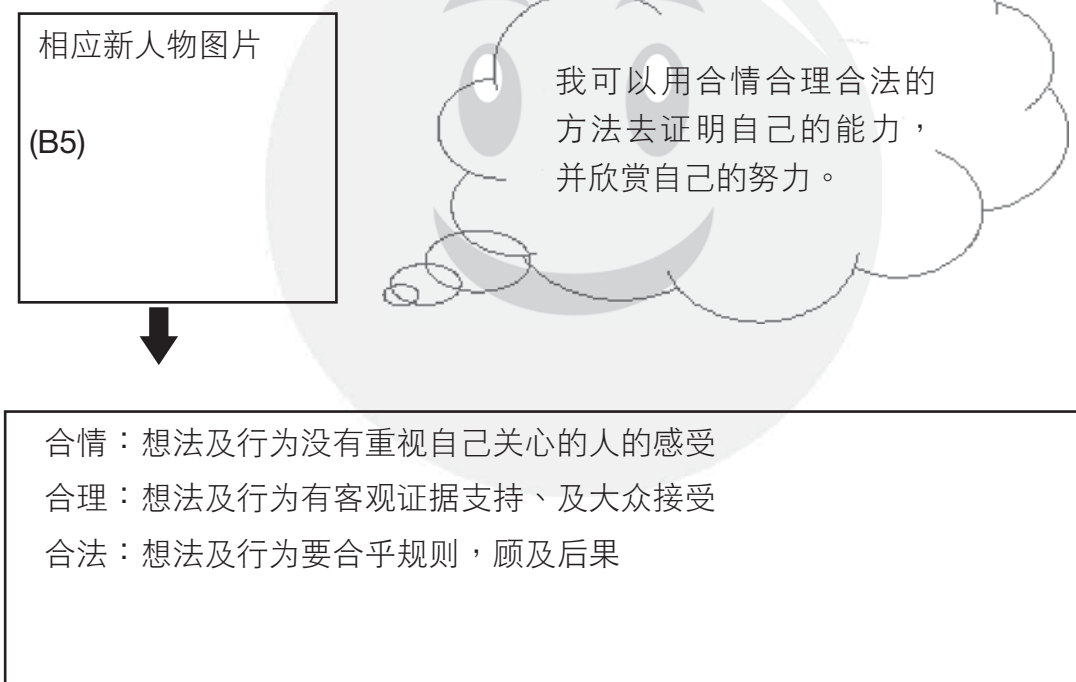 相应新人物图片
(B5)
我可以用合情合理合法的
方法去证明自己的能力，
并欣赏自己的努力。
合情：想法及行为没有重视自己关心的人的感受
合理：想法及行为有客观证据支持、及大众接受
合法：想法及行为要合乎规则，顾及后果